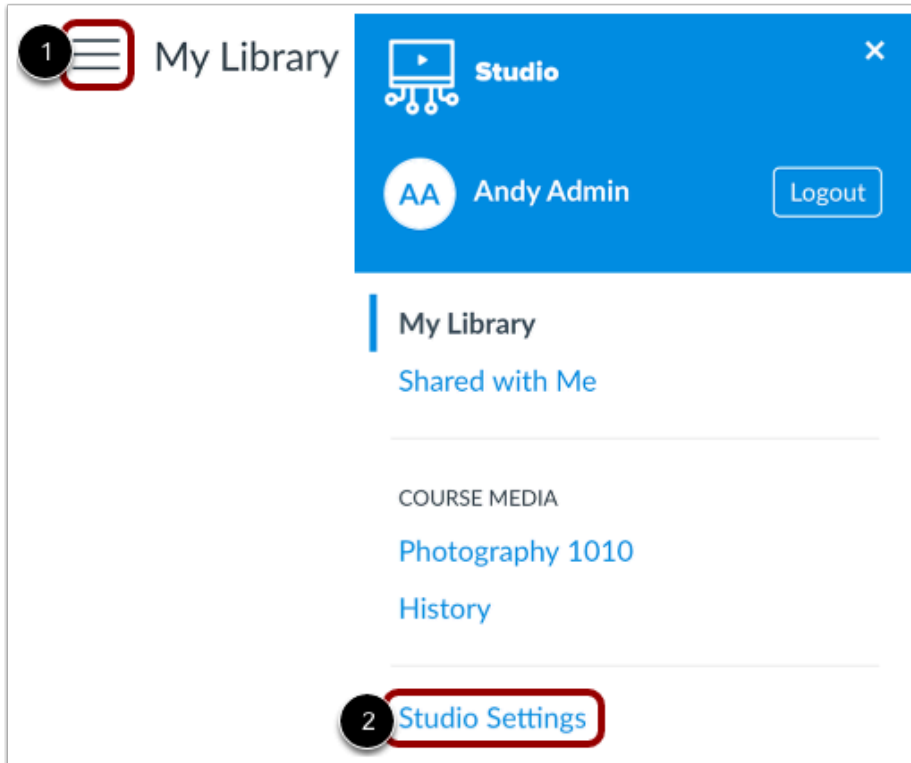 1 My Library
Studio
AA Andy Admin Logout
My Library
Shared with Me
COURSE MEDIA
Photography 1010
History
2 Studio Settings